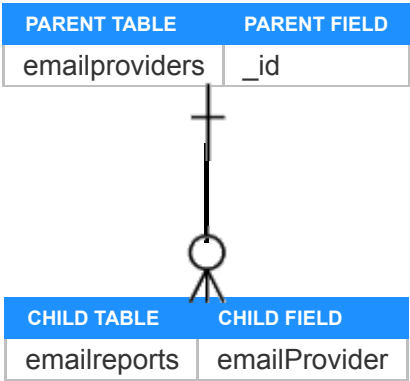 PARENT TABLE PARENT FIELD
emailproviders _id
CHILD TABLE CHILD FIELD
emailreports emailProvider